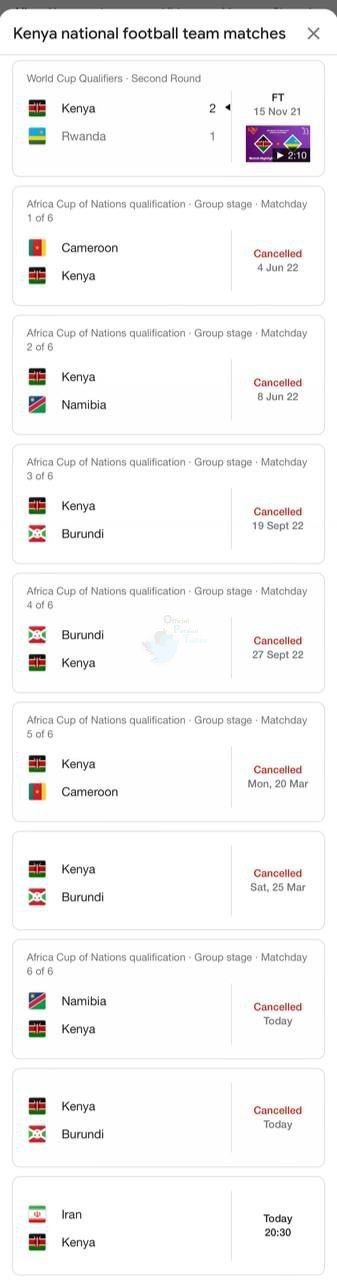 Kenya national football team matches
World Cup Qualifiers · Second Round
Kenya 2
Rwanda 1
FT
15 Nov 21
2:10
Africa Cup of Nations qualification · Group stage · Matchday
1 of 6
Cameroon
Kenya
Cancelled
4 Jun 22
Africa Cup of Nations qualification · Group stage · Matchday
2 of 6
Kenya
Namibia
Cancelled
8 Jun 22
Africa Cup of Nations qualification · Group stage · Matchday
3 of 6
Kenya
Burundi
Cancelled
19 Sept 22
Africa Cup of Nations qualification · Group stage · Matchday
4 of 6
Burundi
Kenya
Cancelled
27 Sept 22
Official
Persian
Twitter
Africa Cup of Nations qualification · Group stage · Matchday
5 of 6
Kenya
Cameroon
Cancelled
Mon, 20 Mar
Kenya
Burundi
Cancelled
Sat, 25 Mar
Africa Cup of Nations qualification · Group stage · Matchday
6 of 6
Namibia
Kenya
Cancelled
Today
Kenya
Burundi
Cancelled
Today
Iran
Kenya
Today
20:30